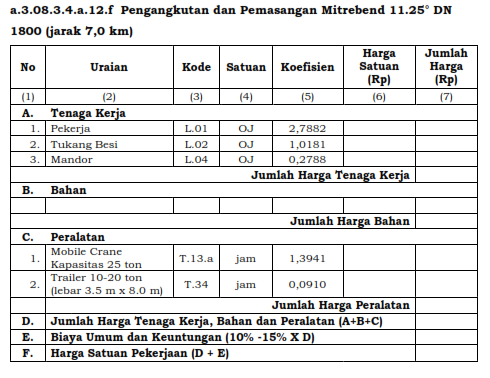 a.3.08.3.4.a.12.f Pengangkutan dan Pemasangan Mitrebend 11.25° DN
1800 (jarak 7,0 km)
No Uraian Kode Satuan Koefisien Harga Satuan (Rp) Jumlah Harga (Rp)
(1) (2) (3) (4) (5) (6) (7)
A. Tenaga Kerja
1. Pekerja L.01 OJ 2,7882
2. Tukang Besi L.02 OJ 1,0181
3. Mandor L.04 OJ 0,2788
Jumlah Harga Tenaga Kerja
B. Bahan
Jumlah Harga Bahan
C. Peralatan
1. Mobile Crane Kapasitas 25 ton T.13.a jam 1,3941
2. Trailer 10-20 ton (lebar 3.5 m x 8.0 m) T.34 jam 0,0910
Jumlah Harga Peralatan
D. Jumlah Harga Tenaga Kerja, Bahan dan Peralatan (A+B+C)
E. Biaya Umum dan Keuntungan (10% -15% X D)
F. Harga Satuan Pekerjaan (D + E)